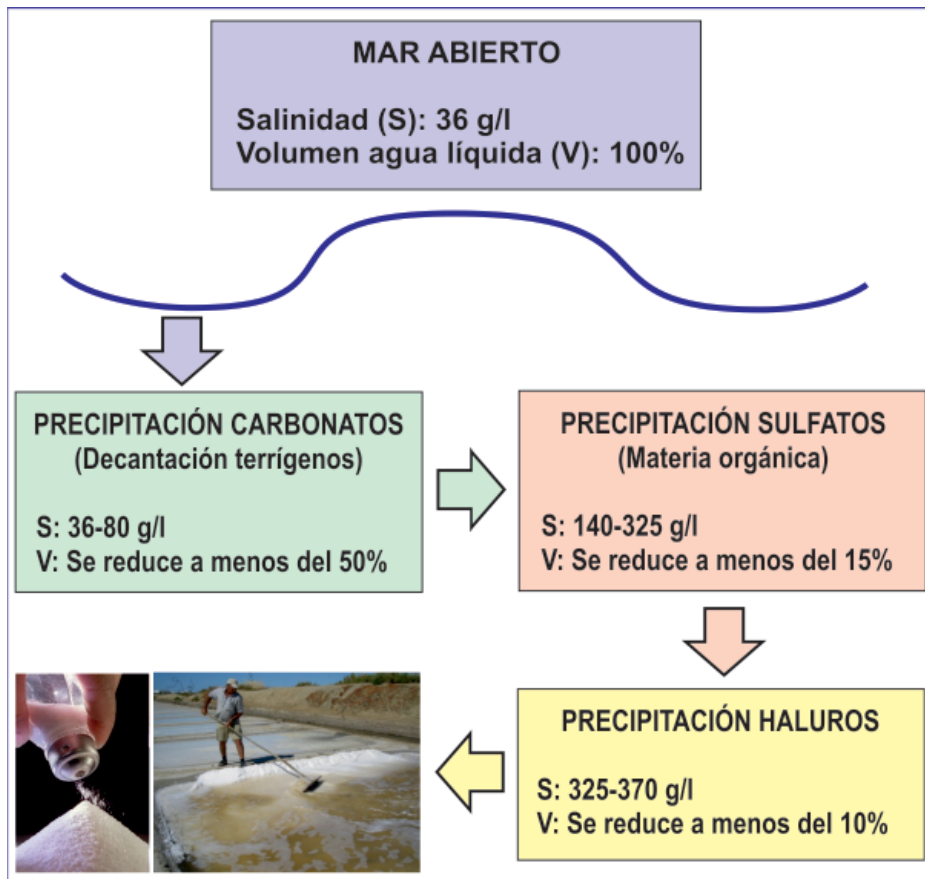 MAR ABIERTO
Salinidad (S): 36 g/l
Volumen agua líquida (V): 100%
PRECIPITACIÓN CARBONATOS
(Decantación terrígenos)
S: 36-80 g/l
V: Se reduce a menos del 50%
PRECIPITACIÓN SULFATOS
(Materia orgánica)
S: 140-325 g/l
V: Se reduce a menos del 15%
PRECIPITACIÓN HALUROS
S: 325-370 g/l
V: Se reduce a menos del 10%